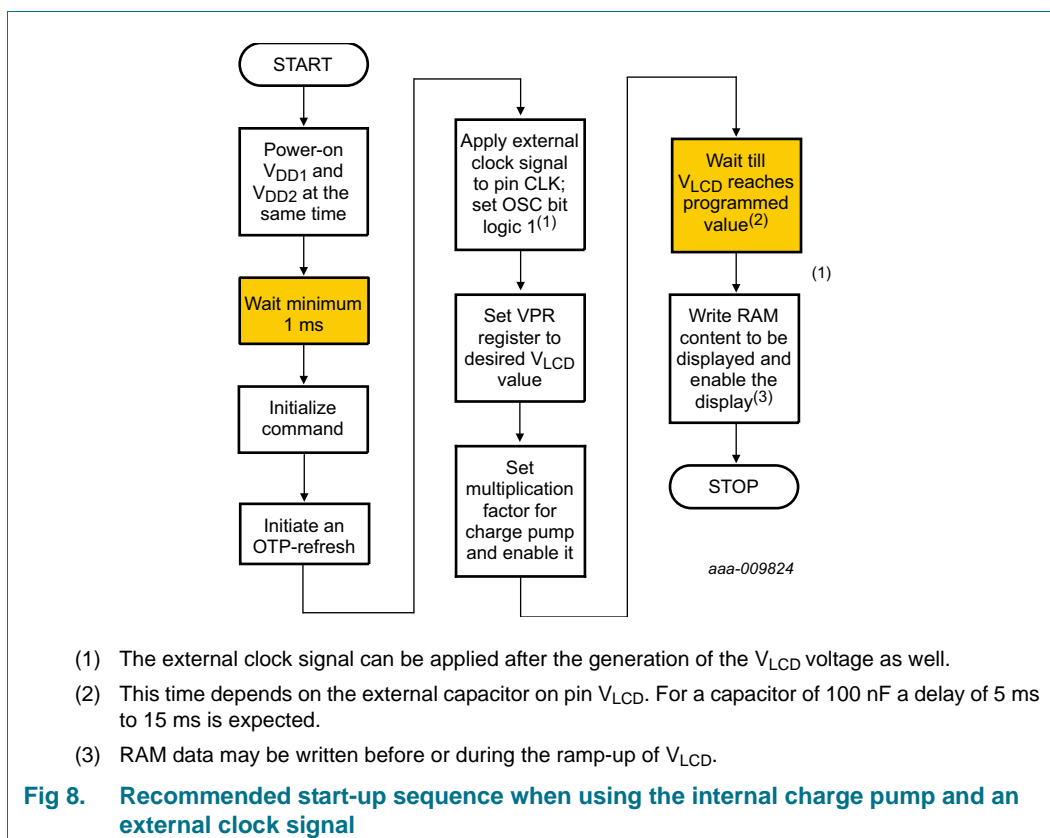 START
Power-on
VDD1 and
VDD2 at the
same time
Wait minimum
1 ms
Initialize
command
Initiate an
OTP-refresh
Apply external
clock signal
to pin CLK;
set OSC bit
logic 1(1)
Set VPR
register to
desired VLCD
value
Set
multiplication
factor for
charge pump
and enable it
Wait till
VLCD reaches
programmed
value(2)
(1)
Write RAM
content to be
displayed and
enable the
display(3)
STOP
aaa-009824
(1) The external clock signal can be applied after the generation of the VLCD voltage as well.
(2) This time depends on the external capacitor on pin VLCD. For a capacitor of 100 nF a delay of 5 ms
to 15 ms is expected.
(3) RAM data may be written before or during the ramp-up of VLCD.
Fig 8. Recommended start-up sequence when using the internal charge pump and an
external clock signal